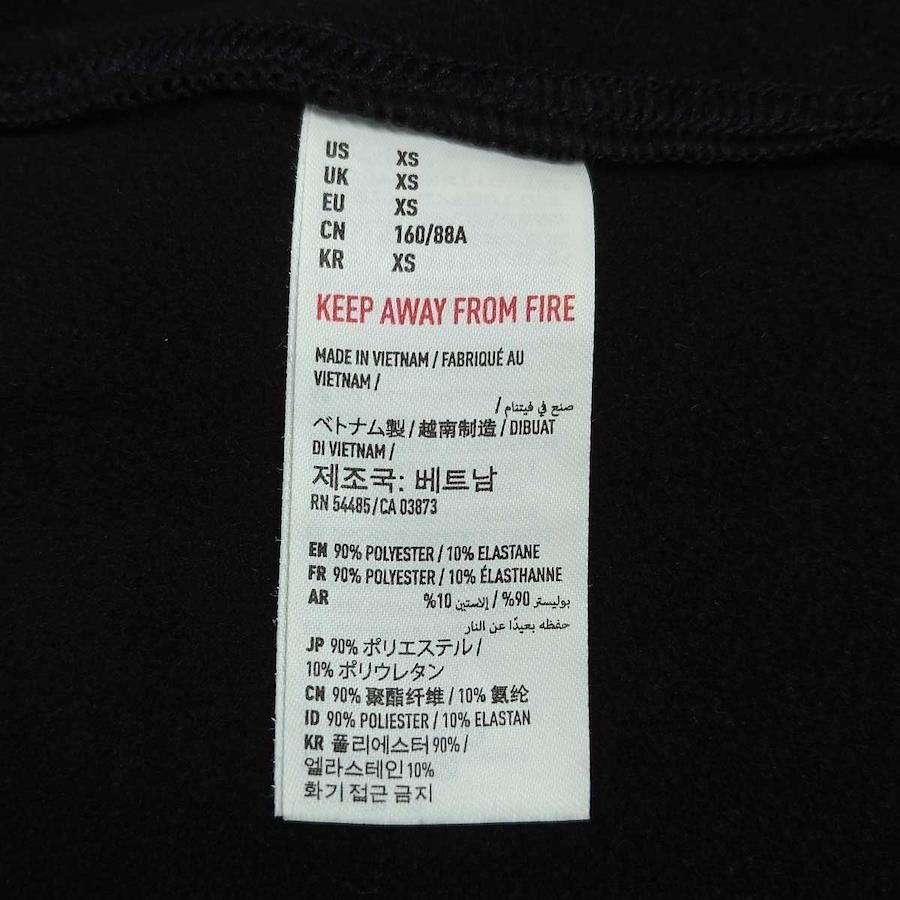 US XS
UK XS
EU XS
CN 160/88A
KR XS
KEEP AWAY FROM FIRE
MADE IN VIETNAM / FABRIQUÉ AU
VIETNAM /
صنع في فيتنام /
ベトナム製 / 越南制造 / DIBUAT
DI VIETNAM /
제조국: 베트남
RN 54485/CA 03873
EN 90% POLYESTER / 10% ELASTANE
FR 90% POLYESTER / 10% ÉLASTHANNE
AR بوليستر 90% / إلاستين 10%
حفظه بعيدًا عن النار
JP 90% ポリエステル /
10% ポリウレタン
CN 90% 聚酯纤维 / 10% 氨纶
ID 90% POLIESTER / 10% ELASTAN
KR 폴리에스터 90% /
엘라스테인 10%
화기 접근 금지